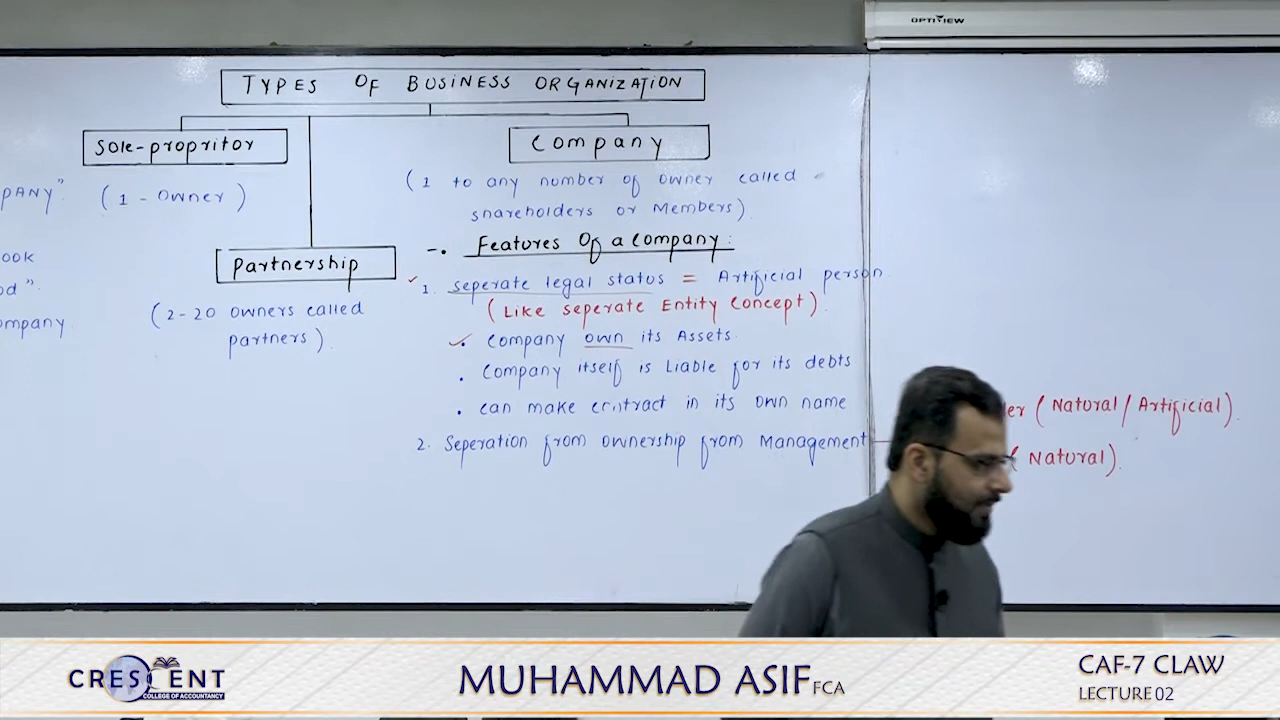 OPTIVIEW
TYPES OF BUSINESS ORGANIZATION
Sole-propritor
Company
PANY"
(1 - Owner)
(1 to any number of owner called
shareholders or Members).
-. Features Of a Company:
ook
Partnership
1. seperate legal status = Artificial person.
od".
(Like seperate Entity Concept).
ompany
(2-20 owners called
partners).
. Company own its Assets.
. Company itself is Liable for its debts
. can make contract in its own name
ler (Natural / Artificial).
2. Seperation from ownership from Management
(Natural).
CRESCENT
COLLEGE OF ACCOUNTANCY
MUHAMMAD ASIF FCA
CAF-7 CLAW
LECTURE 02